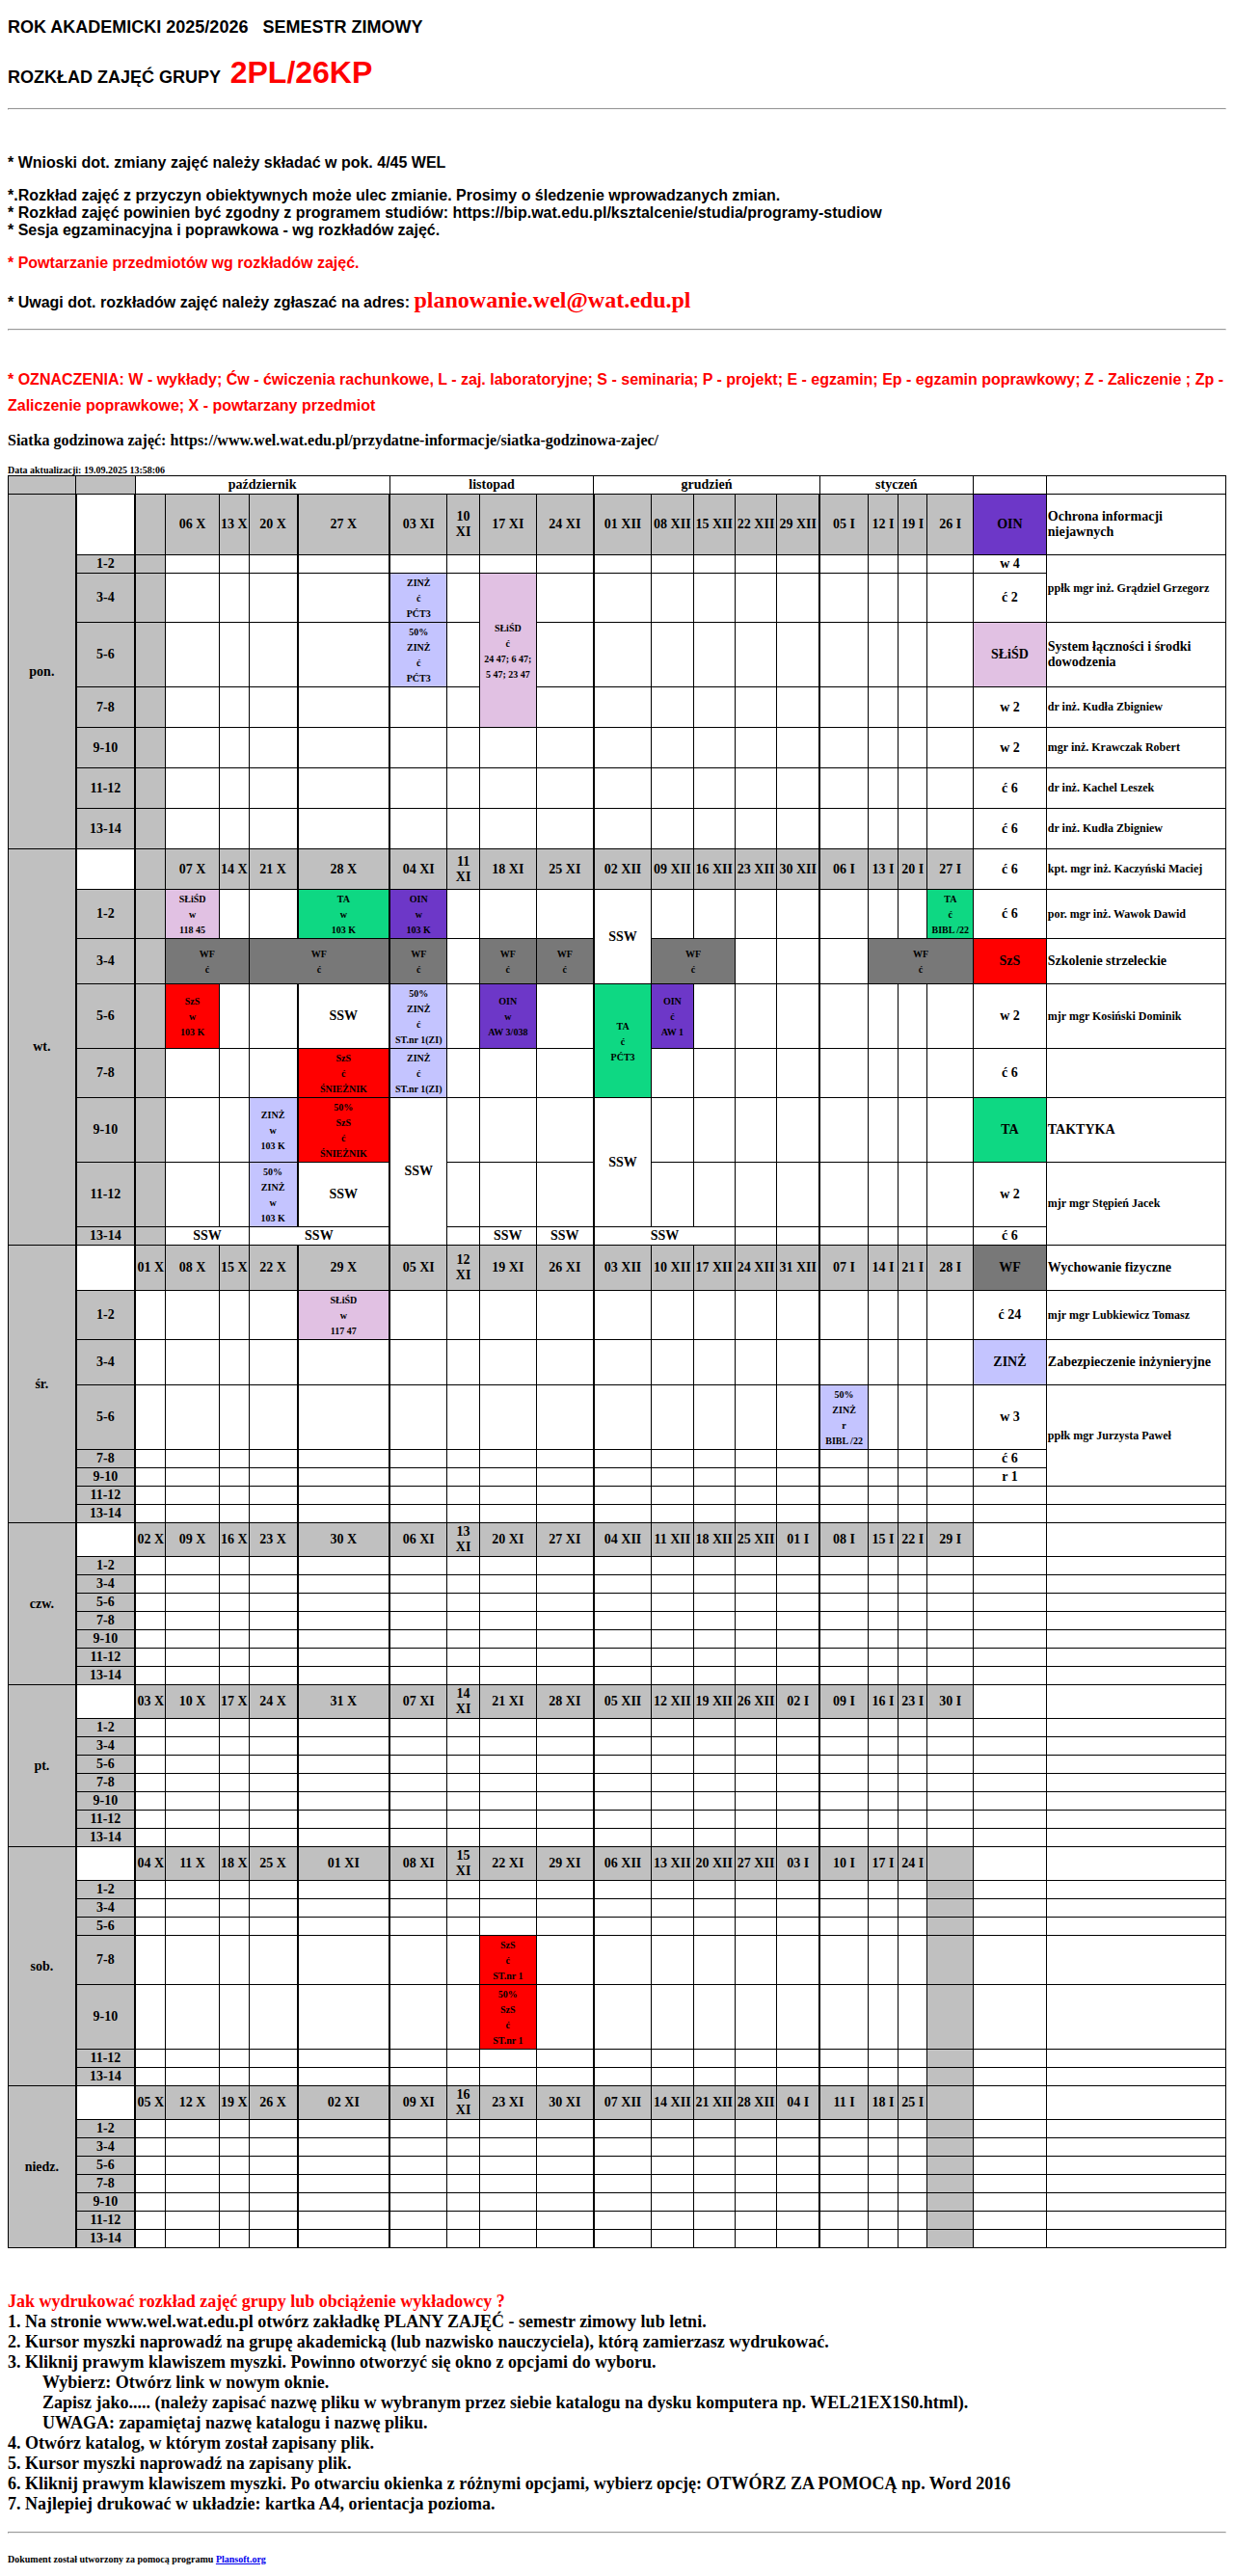 ROK AKADEMICKI 2025/2026 SEMESTR ZIMOWY
ROZKŁAD ZAJĘĆ GRUPY 2PL/26KP
* Wnioski dot. zmiany zajęć należy składać w pok. 4/45 WEL
*.Rozkład zajęć z przyczyn obiektywnych może ulec zmianie. Prosimy o śledzenie wprowadzanych zmian.
* Rozkład zajęć powinien być zgodny z programem studiów: https://bip.wat.edu.pl/ksztalcenie/studia/programy-studiow
* Sesja egzaminacyjna i poprawkowa - wg rozkładów zajęć.
* Powtarzanie przedmiotów wg rozkładów zajęć.
* Uwagi dot. rozkładów zajęć należy zgłaszać na adres: planowanie.wel@wat.edu.pl
* OZNACZENIA: W - wykłady; Ćw - ćwiczenia rachunkowe, L - zaj. laboratoryjne; S - seminaria; P - projekt; E - egzamin; Ep - egzamin poprawkowy; Z - Zaliczenie ; Zp -
Zaliczenie poprawkowe; X - powtarzany przedmiot
Siatka godzinowa zajęć: https://www.wel.wat.edu.pl/przydatne-informacje/siatka-godzinowa-zajec/
Data aktualizacji: 19.09.2025 13:58:06
październik listopad grudzień styczeń
pon. 06 X 13 X 20 X 27 X 03 XI 10 XI 17 XI 24 XI 01 XII 08 XII 15 XII 22 XII 29 XII 05 I 12 I 19 I 26 I OIN Ochrona informacji niejawnych
1-2 w 4 ppłk mgr inż. Grądziel Grzegorz
3-4 ZINŻ ć PĆT3 SŁiŚD ć 24 47; 6 47; 5 47; 23 47 ć 2
5-6 50% ZINŻ ć PĆT3 SŁiŚD System łączności i środki dowodzenia
7-8 w 2 dr inż. Kudła Zbigniew
9-10 w 2 mgr inż. Krawczak Robert
11-12 ć 6 dr inż. Kachel Leszek
13-14 ć 6 dr inż. Kudła Zbigniew
wt. 07 X 14 X 21 X 28 X 04 XI 11 XI 18 XI 25 XI 02 XII 09 XII 16 XII 23 XII 30 XII 06 I 13 I 20 I 27 I ć 6 kpt. mgr inż. Kaczyński Maciej
1-2 SŁiŚD w 118 45 TA w 103 K OIN w 103 K SSW TA ć BIBL /22 ć 6 por. mgr inż. Wawok Dawid
3-4 WF ć WF ć WF ć WF ć WF ć WF ć WF ć SzS Szkolenie strzeleckie
5-6 SzS w 103 K SSW 50% ZINŻ ć ST.nr 1(ZI) OIN w AW 3/038 TA ć PĆT3 OIN ć AW 1 w 2 mjr mgr Kosiński Dominik
7-8 SzS ć ŚNIEŻNIK ZINŻ ć ST.nr 1(ZI) ć 6
9-10 ZINŻ w 103 K 50% SzS ć ŚNIEŻNIK SSW SSW TA TAKTYKA
11-12 50% ZINŻ w 103 K SSW w 2 mjr mgr Stępień Jacek
13-14 SSW SSW SSW SSW SSW ć 6
śr. 01 X 08 X 15 X 22 X 29 X 05 XI 12 XI 19 XI 26 XI 03 XII 10 XII 17 XII 24 XII 31 XII 07 I 14 I 21 I 28 I WF Wychowanie fizyczne
1-2 SŁiŚD w 117 47 ć 24 mjr mgr Lubkiewicz Tomasz
3-4 ZINŻ Zabezpieczenie inżynieryjne
5-6 50% ZINŻ r BIBL /22 w 3 ppłk mgr Jurzysta Paweł
7-8 ć 6
9-10 r 1
11-12
13-14
czw. 02 X 09 X 16 X 23 X 30 X 06 XI 13 XI 20 XI 27 XI 04 XII 11 XII 18 XII 25 XII 01 I 08 I 15 I 22 I 29 I
1-2
3-4
5-6
7-8
9-10
11-12
13-14
pt. 03 X 10 X 17 X 24 X 31 X 07 XI 14 XI 21 XI 28 XI 05 XII 12 XII 19 XII 26 XII 02 I 09 I 16 I 23 I 30 I
1-2
3-4
5-6
7-8
9-10
11-12
13-14
sob. 04 X 11 X 18 X 25 X 01 XI 08 XI 15 XI 22 XI 29 XI 06 XII 13 XII 20 XII 27 XII 03 I 10 I 17 I 24 I
1-2
3-4
5-6
7-8 SzS ć ST.nr 1
9-10 50% SzS ć ST.nr 1
11-12
13-14
niedz. 05 X 12 X 19 X 26 X 02 XI 09 XI 16 XI 23 XI 30 XI 07 XII 14 XII 21 XII 28 XII 04 I 11 I 18 I 25 I
1-2
3-4
5-6
7-8
9-10
11-12
13-14
Jak wydrukować rozkład zajęć grupy lub obciążenie wykładowcy ?
1. Na stronie www.wel.wat.edu.pl otwórz zakładkę PLANY ZAJĘĆ - semestr zimowy lub letni.
2. Kursor myszki naprowadź na grupę akademicką (lub nazwisko nauczyciela), którą zamierzasz wydrukować.
3. Kliknij prawym klawiszem myszki. Powinno otworzyć się okno z opcjami do wyboru.
Wybierz: Otwórz link w nowym oknie.
Zapisz jako..... (należy zapisać nazwę pliku w wybranym przez siebie katalogu na dysku komputera np. WEL21EX1S0.html).
UWAGA: zapamiętaj nazwę katalogu i nazwę pliku.
4. Otwórz katalog, w którym został zapisany plik.
5. Kursor myszki naprowadź na zapisany plik.
6. Kliknij prawym klawiszem myszki. Po otwarciu okienka z różnymi opcjami, wybierz opcję: OTWÓRZ ZA POMOCĄ np. Word 2016
7. Najlepiej drukować w układzie: kartka A4, orientacja pozioma.
Dokument został utworzony za pomocą programu Plansoft.org